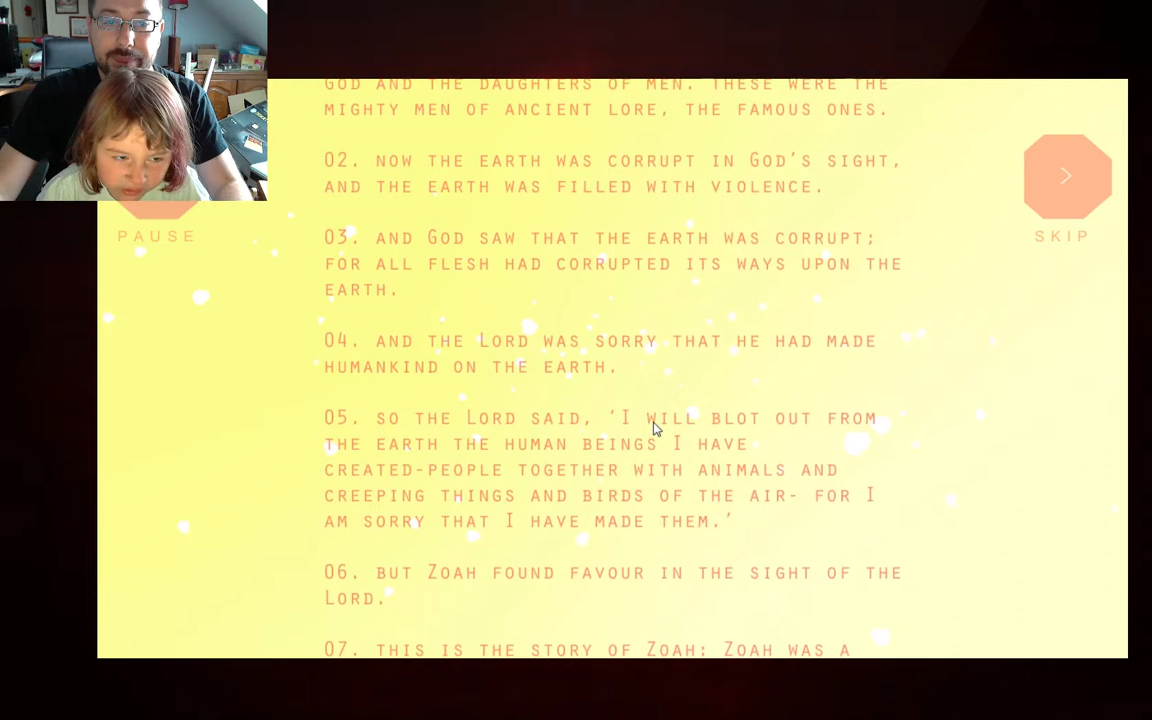 GOD AND THE DAUGHTERS OF MEN. THESE WERE THE
MIGHTY MEN OF ANCIENT LORE, THE FAMOUS ONES.
02. NOW THE EARTH WAS CORRUPT IN GOD'S SIGHT,
AND THE EARTH WAS FILLED WITH VIOLENCE.
03. AND GOD SAW THAT THE EARTH WAS CORRUPT;
FOR ALL FLESH HAD CORRUPTED ITS WAYS UPON THE
EARTH.
04. AND THE LORD WAS SORRY THAT HE HAD MADE
HUMANKIND ON THE EARTH.
05. SO THE LORD SAID, 'I WILL BLOT OUT FROM
THE EARTH THE HUMAN BEINGS I HAVE
CREATED-PEOPLE TOGETHER WITH ANIMALS AND
CREEPING THINGS AND BIRDS OF THE AIR- FOR I
AM SORRY THAT I HAVE MADE THEM.'
06. BUT ZOAH FOUND FAVOUR IN THE SIGHT OF THE
LORD.
07. THIS IS THE STORY OF ZOAH: ZOAH WAS A
PAUSE
SKIP